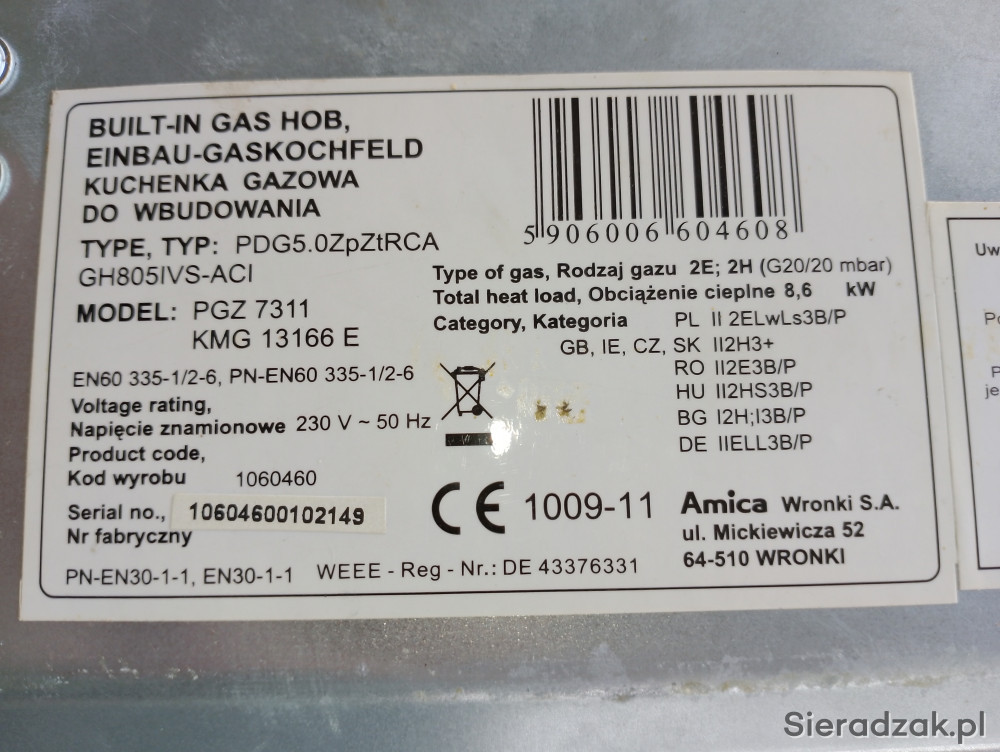 BUILT-IN GAS HOB,
EINBAU-GASKOCHFELD
KUCHENKA GAZOWA
DO WBUDOWANIA
TYPE, TYP: PDG5.0ZpZtRCA
GH805IVS-ACI
MODEL: PGZ 7311
KMG 13166 E
EN60 335-1/2-6, PN-EN60 335-1/2-6
Voltage rating,
Napięcie znamionowe 230 V ~ 50 Hz
Product code,
Kod wyrobu 1060460
Serial no., 10604600102149
Nr fabryczny
PN-EN30-1-1, EN30-1-1 WEEE - Reg - Nr.: DE 43376331
5 906006 604608
Type of gas, Rodzaj gazu 2E; 2H (G20/20 mbar)
Total heat load, Obciążenie cieplne 8,6 kW
Category, Kategoria PL II 2ELwLs3B/P
GB, IE, CZ, SK II2H3+
RO II2E3B/P
HU II2HS3B/P
BG I2H;I3B/P
DE IIELL3B/P
CE 1009-11
Amica Wronki S.A.
ul. Mickiewicza 52
64-510 WRONKI
Uw
Po
P
je
Sieradzak.pl